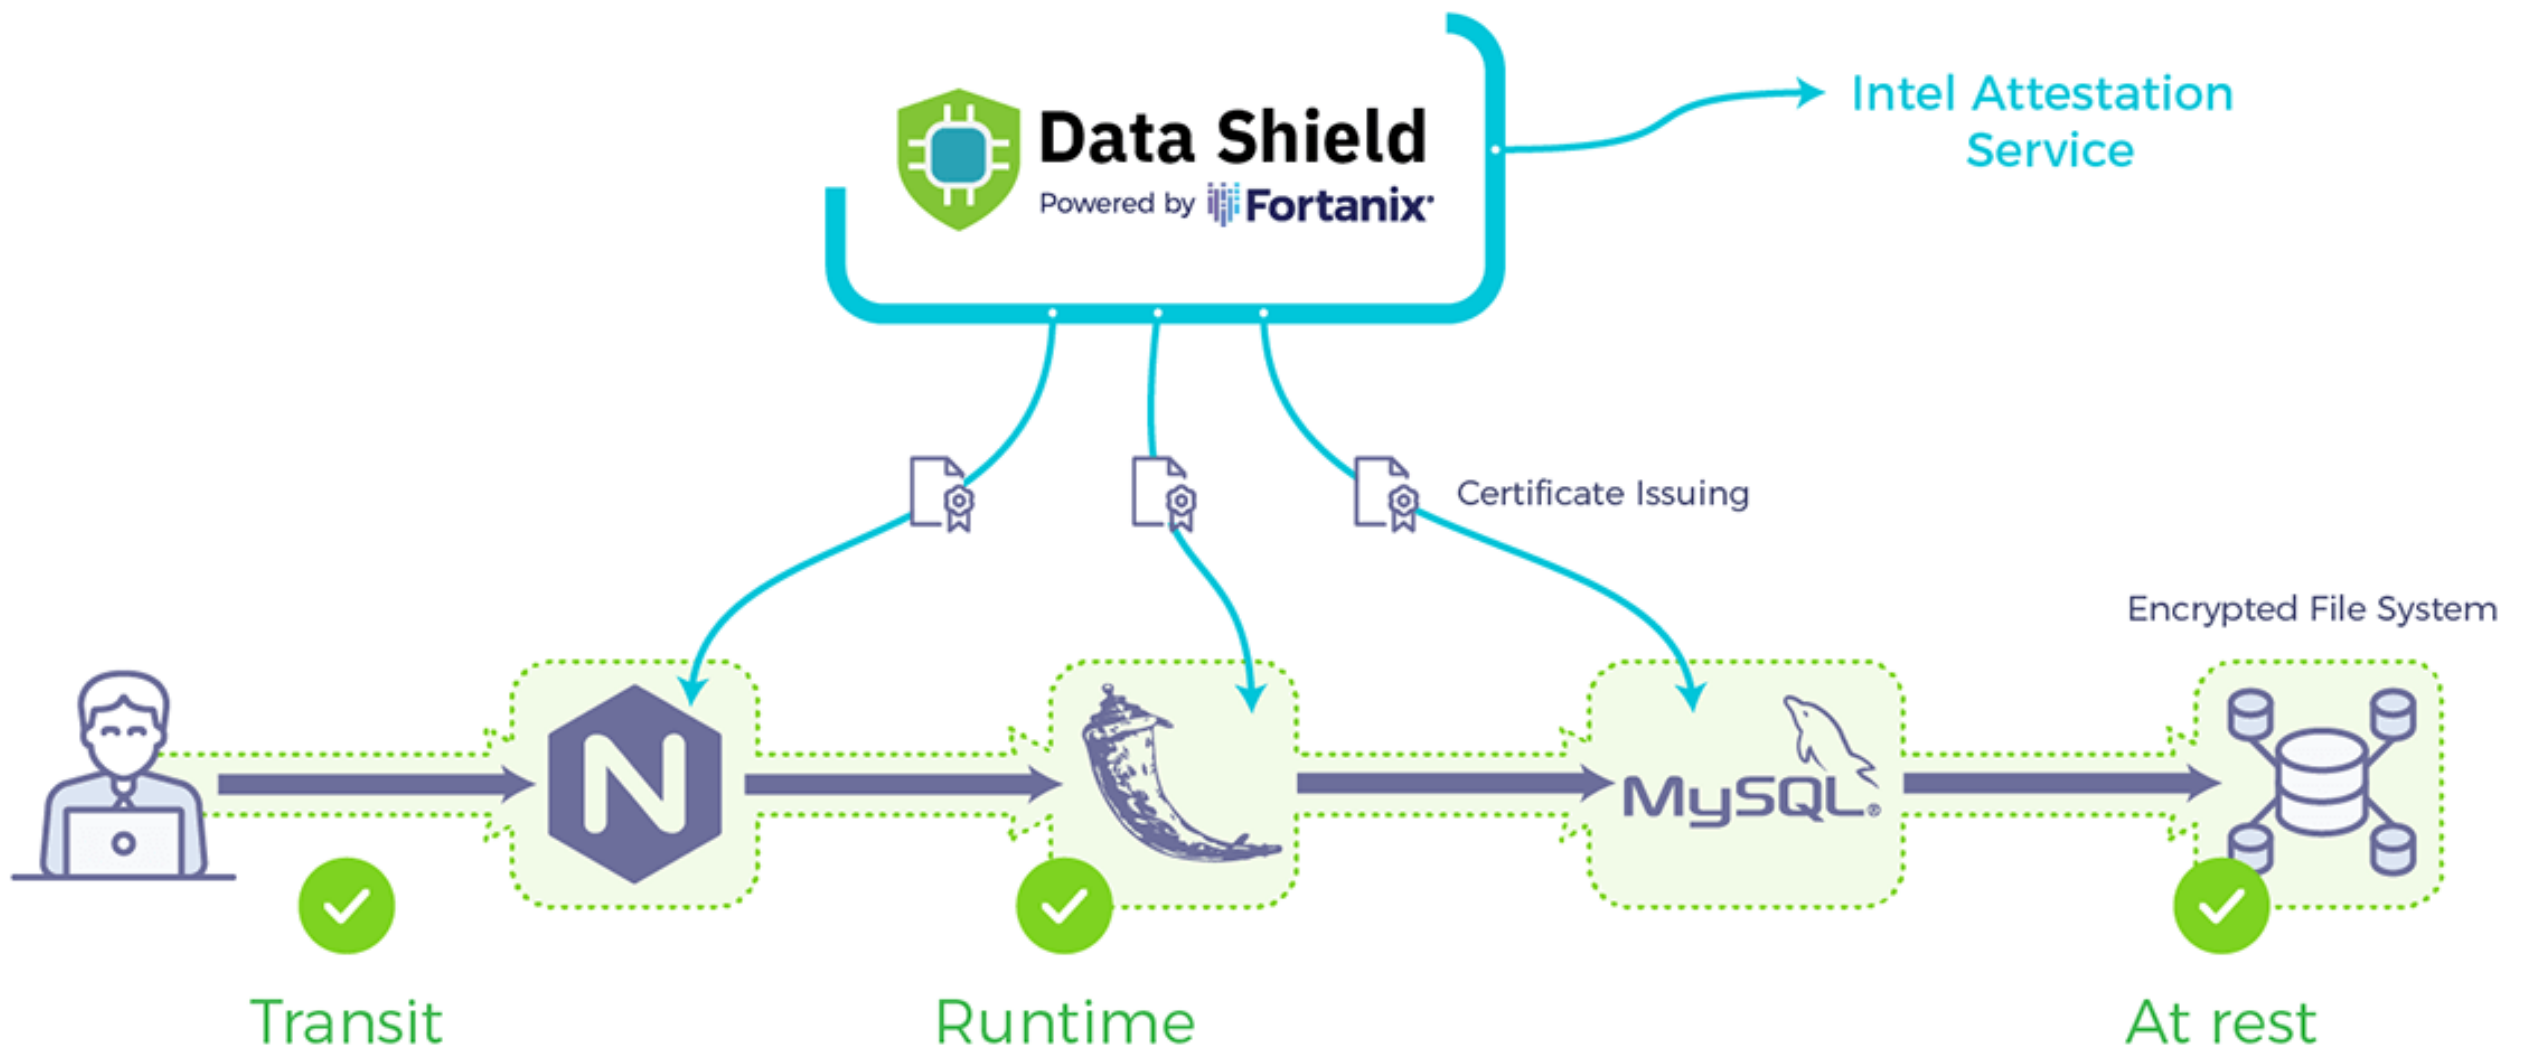 Data Shield
Powered by Fortanix
Intel Attestation
Service
Certificate Issuing
Encrypted File System
N
MySQL®
Transit
Runtime
At rest